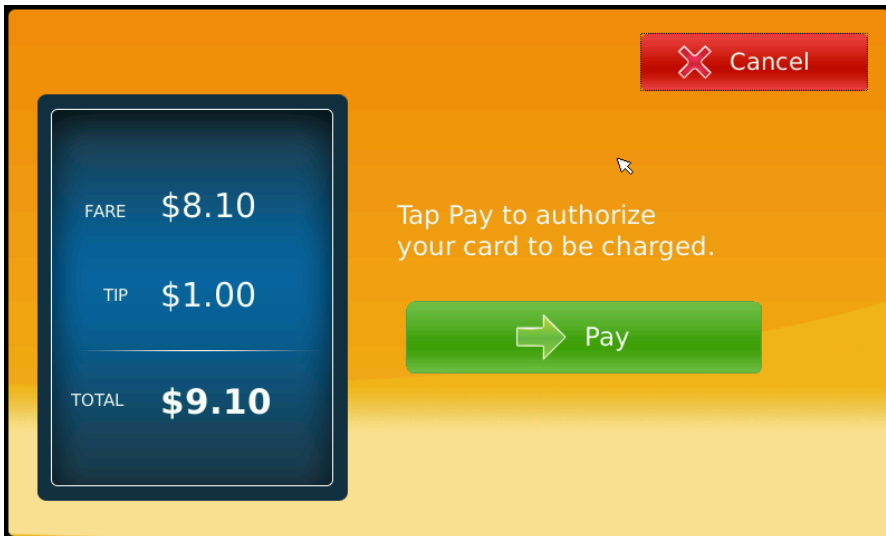 Cancel
FARE $8.10
TIP $1.00
TOTAL $9.10
Tap Pay to authorize
your card to be charged.
Pay